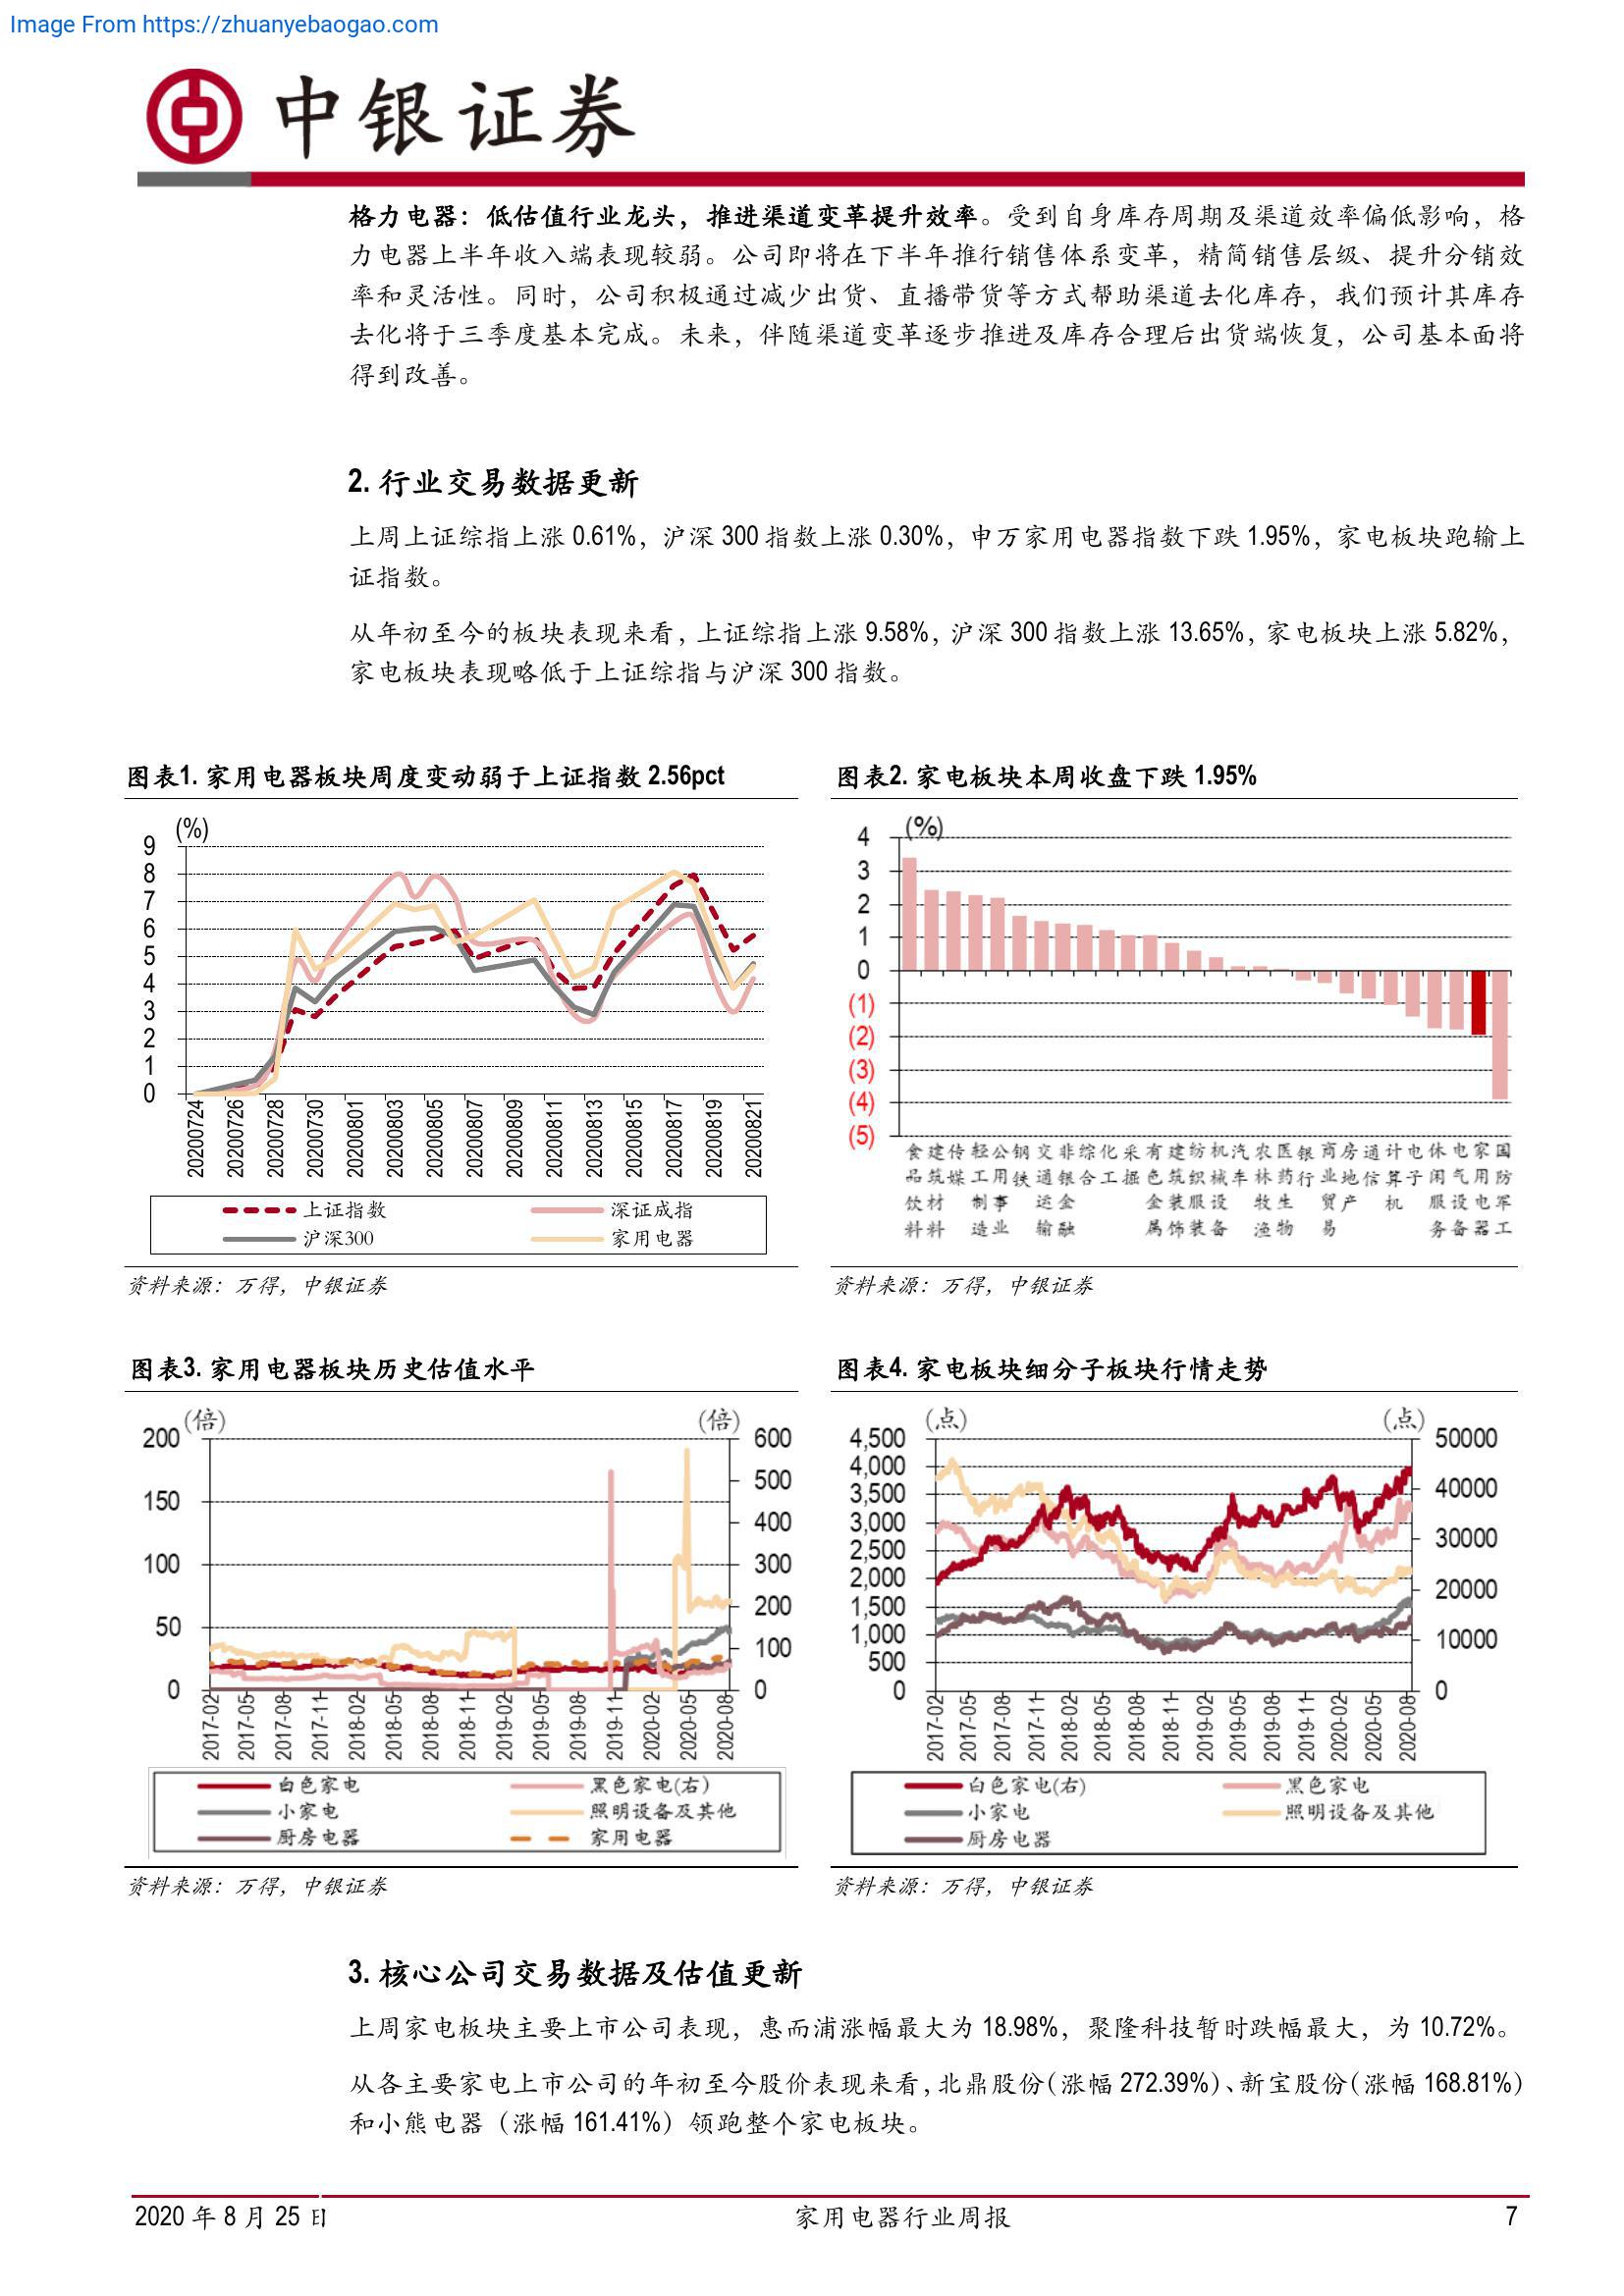 Image From https://zhuanyebaogao.com
中银证券
格力电器：低估值行业龙头，推进渠道变革提升效率。受到自身库存周期及渠道效率偏低影响，格
力电器上半年收入端表现较弱。公司即将在下半年推行销售体系变革，精简销售层级、提升分销效
率和灵活性。同时，公司积极通过减少出货、直播带货等方式帮助渠道去化库存，我们预计其库存
去化将于三季度基本完成。未来，伴随渠道变革逐步推进及库存合理后出货端恢复，公司基本面将
得到改善。
2. 行业交易数据更新
上周上证综指上涨 0.61%，沪深 300 指数上涨 0.30%，申万家用电器指数下跌 1.95%，家电板块跑输上
证指数。
从年初至今的板块表现来看，上证综指上涨 9.58%，沪深 300 指数上涨 13.65%，家电板块上涨 5.82%，
家电板块表现略低于上证综指与沪深 300 指数。
图表1. 家用电器板块周度变动弱于上证指数 2.56pct
(%)
9
8
7
6
5
4
3
2
1
0
20200724
20200726
20200728
20200730
20200801
20200803
20200805
20200807
20200809
20200811
20200813
20200815
20200817
20200819
20200821
上证指数
深证成指
沪深300
家用电器
资料来源：万得，中银证券
图表2. 家电板块本周收盘下跌 1.95%
(%)
4
3
2
1
0
(1)
(2)
(3)
(4)
(5)
食品饮料
建筑材料
传媒
轻工制造
公用事业
钢铁
交通运输
非银金融
综合
化工
采掘
有色金属
建筑装饰
纺织服装
机械设备
汽车
农林牧渔
医药生物
银行
商业贸易
房地产
通信
计算机
电子
休闲服务
电气设备
家用电器
国防军工
资料来源：万得，中银证券
图表3. 家用电器板块历史估值水平
(倍)
(倍)
200
150
100
50
0
600
500
400
300
200
100
0
2017-02
2017-05
2017-08
2017-11
2018-02
2018-05
2018-08
2018-11
2019-02
2019-05
2019-08
2019-11
2020-02
2020-05
2020-08
白色家电
黑色家电(右)
小家电
照明设备及其他
厨房电器
家用电器
资料来源：万得，中银证券
图表4. 家电板块细分子板块行情走势
(点)
(点)
4,500
4,000
3,500
3,000
2,500
2,000
1,500
1,000
500
0
50000
40000
30000
20000
10000
0
2017-02
2017-05
2017-08
2017-11
2018-02
2018-05
2018-08
2018-11
2019-02
2019-05
2019-08
2019-11
2020-02
2020-05
2020-08
白色家电(右)
黑色家电
小家电
照明设备及其他
厨房电器
资料来源：万得，中银证券
3. 核心公司交易数据及估值更新
上周家电板块主要上市公司表现，惠而浦涨幅最大为 18.98%，聚隆科技暂时跌幅最大，为 10.72%。
从各主要家电上市公司的年初至今股价表现来看，北鼎股份（涨幅 272.39%）、新宝股份（涨幅 168.81%）
和小熊电器（涨幅 161.41%）领跑整个家电板块。
2020 年 8 月 25 日
家用电器行业周报
7